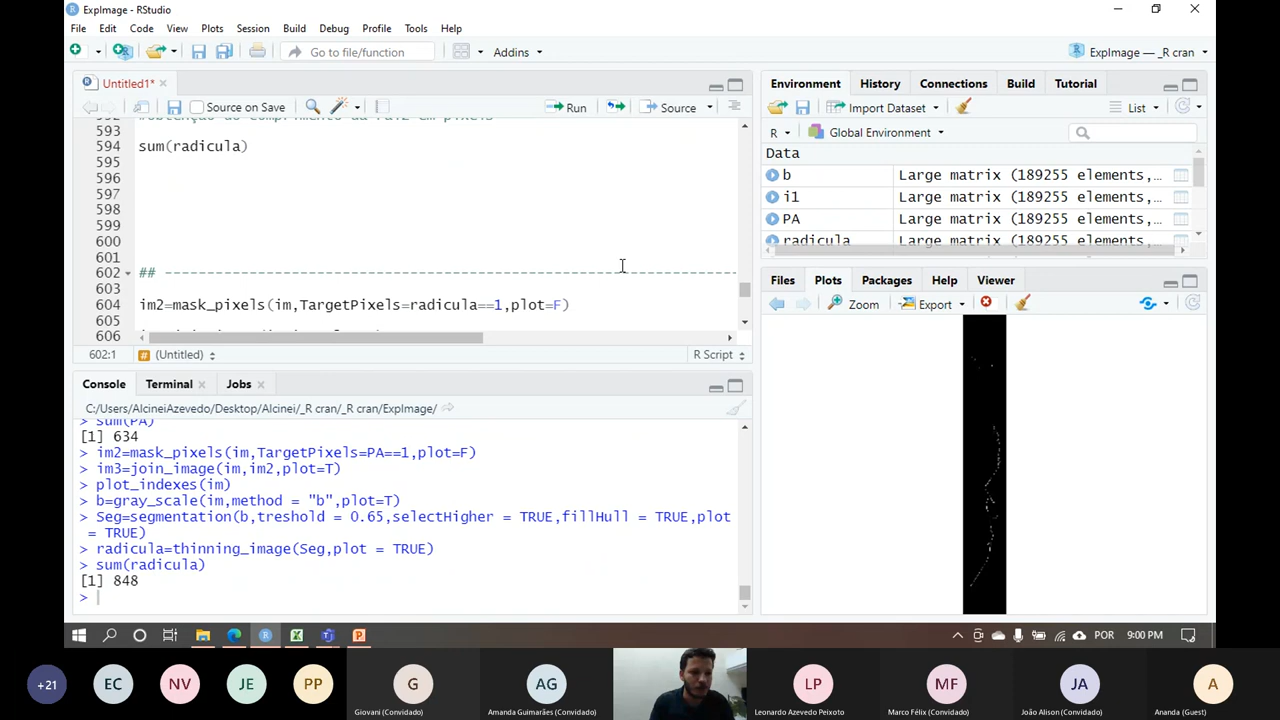 ExpImage - RStudio
File Edit Code View Plots Session Build Debug Profile Tools Help
Go to file/function Addins ExpImage — _R cran
Untitled1*
Source on Save Run Source
593
594 sum(radicula)
595
596
597
598
599
600
601
602 ## ----------------------------------------------------------------
603
604 im2=mask_pixels(im,TargetPixels=radicula==1,plot=F)
605
606
602:1 (Untitled) R Script
Console Terminal Jobs
C:/Users/AlcineiAzevedo/Desktop/Alcinei/_R cran/_R cran/ExpImage/
> sum(PA)
[1] 634
> im2=mask_pixels(im,TargetPixels=PA==1,plot=F)
> im3=join_image(im,im2,plot=T)
> plot_indexes(im)
> b=gray_scale(im,method = "b",plot=T)
> Seg=segmentation(b,treshold = 0.65,selectHigher = TRUE,fillHull = TRUE,plot
= TRUE)
> radicula=thinning_image(Seg,plot = TRUE)
> sum(radicula)
[1] 848
>
Environment History Connections Build Tutorial
Import Dataset List
R Global Environment
Data
b Large matrix (189255 elements,…
i1 Large matrix (189255 elements,…
PA Large matrix (189255 elements,…
radicula Large matrix (189255 elements,…
Files Plots Packages Help Viewer
Zoom Export
POR 9:00 PM
+21 EC NV JE PP G AG LP MF JA A
Giovani (Convidado) Amanda Guimarães (Convidado) Leonardo Azevedo Peixoto Marco Félix (Convidado) João Alison (Convidado) Ananda (Guest)